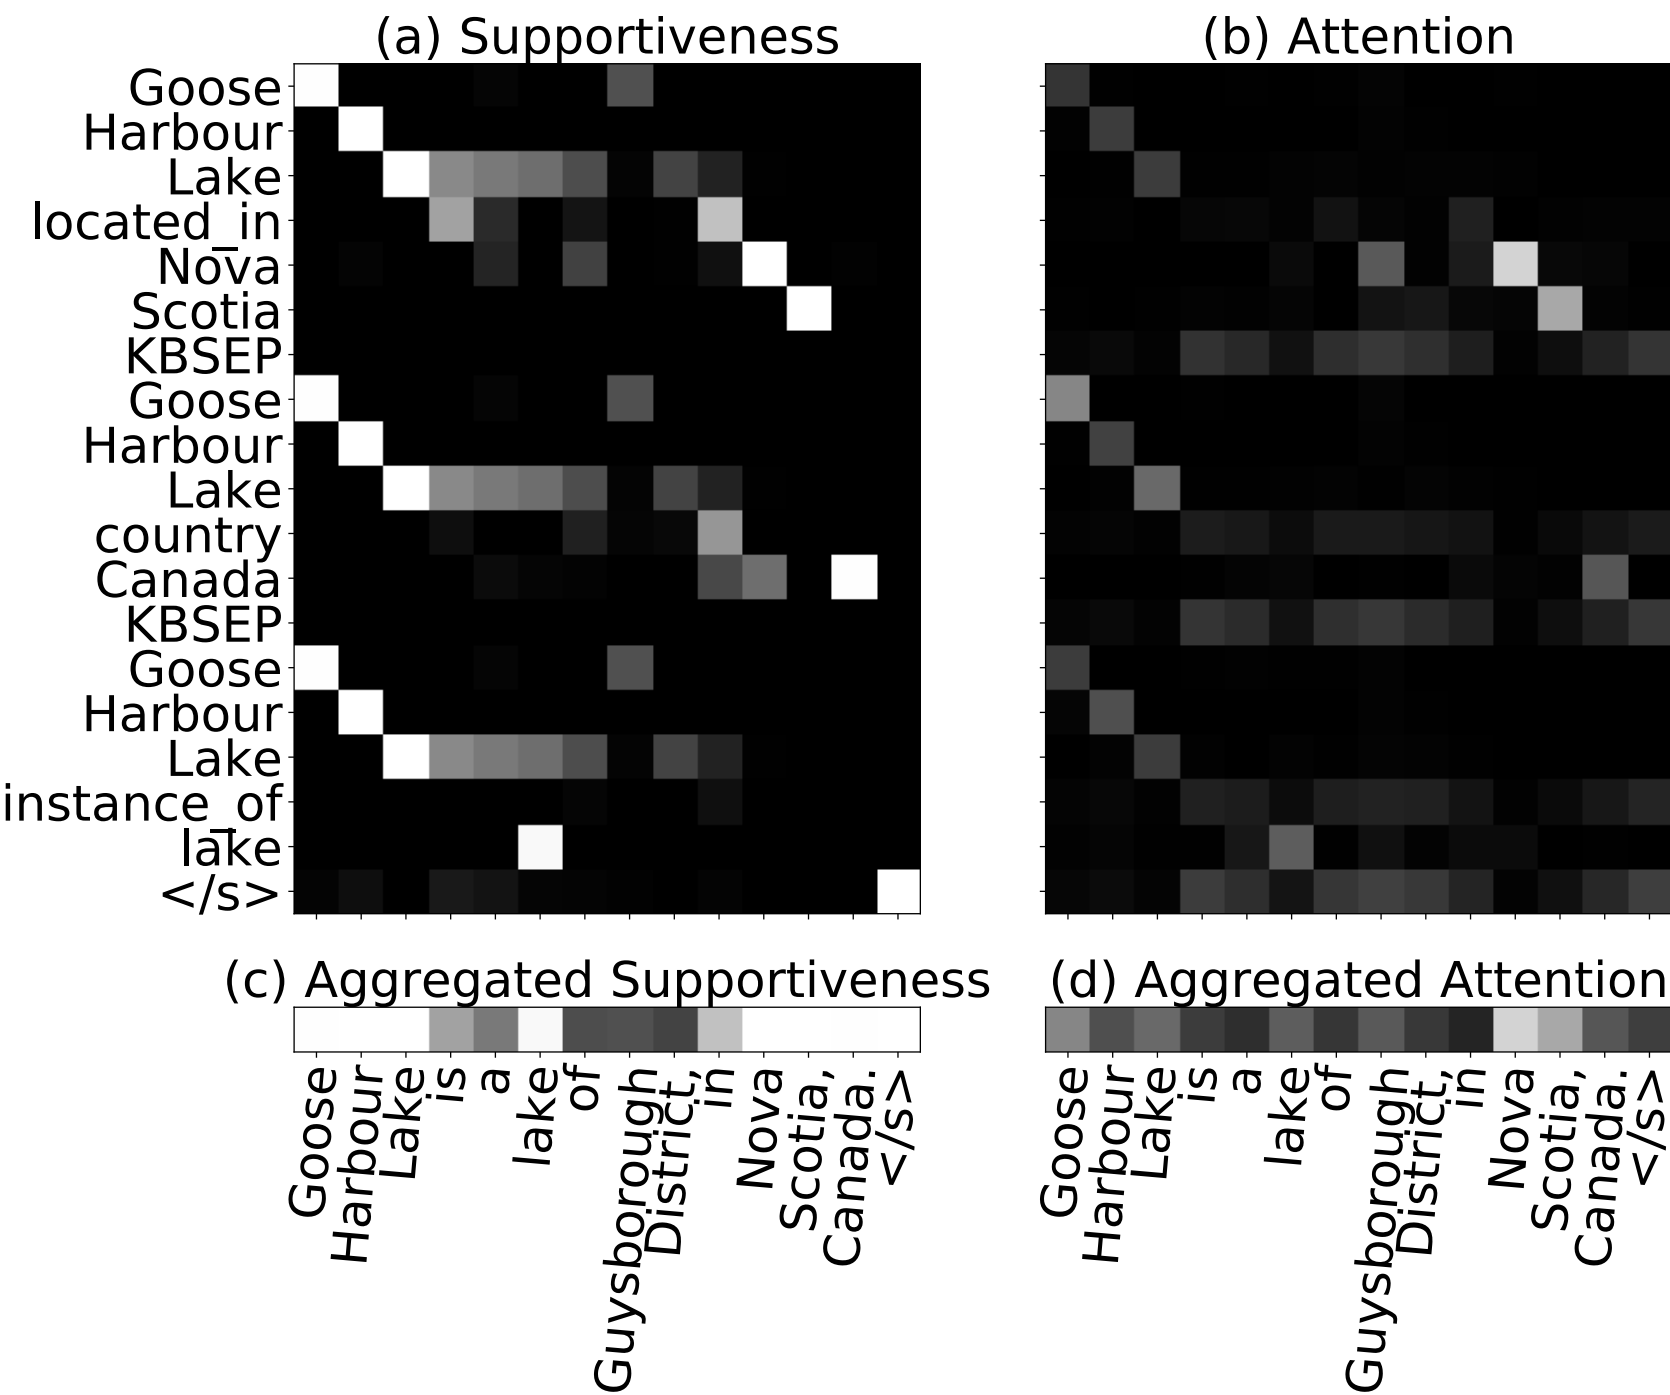 (a) Supportiveness
(b) Attention
Goose
Harbour
Lake
located_in
Nova
Scotia
KBSEP
Goose
Harbour
Lake
country
Canada
KBSEP
Goose
Harbour
Lake
instance_of
lake
</s>
(c) Aggregated Supportiveness
(d) Aggregated Attention
Goose
Harbour
Lake
is
a
lake
of
Guysborough
District,
in
Nova
Scotia,
Canada.
</s>
Goose
Harbour
Lake
is
a
lake
of
Guysborough
District,
in
Nova
Scotia,
Canada.
</s>